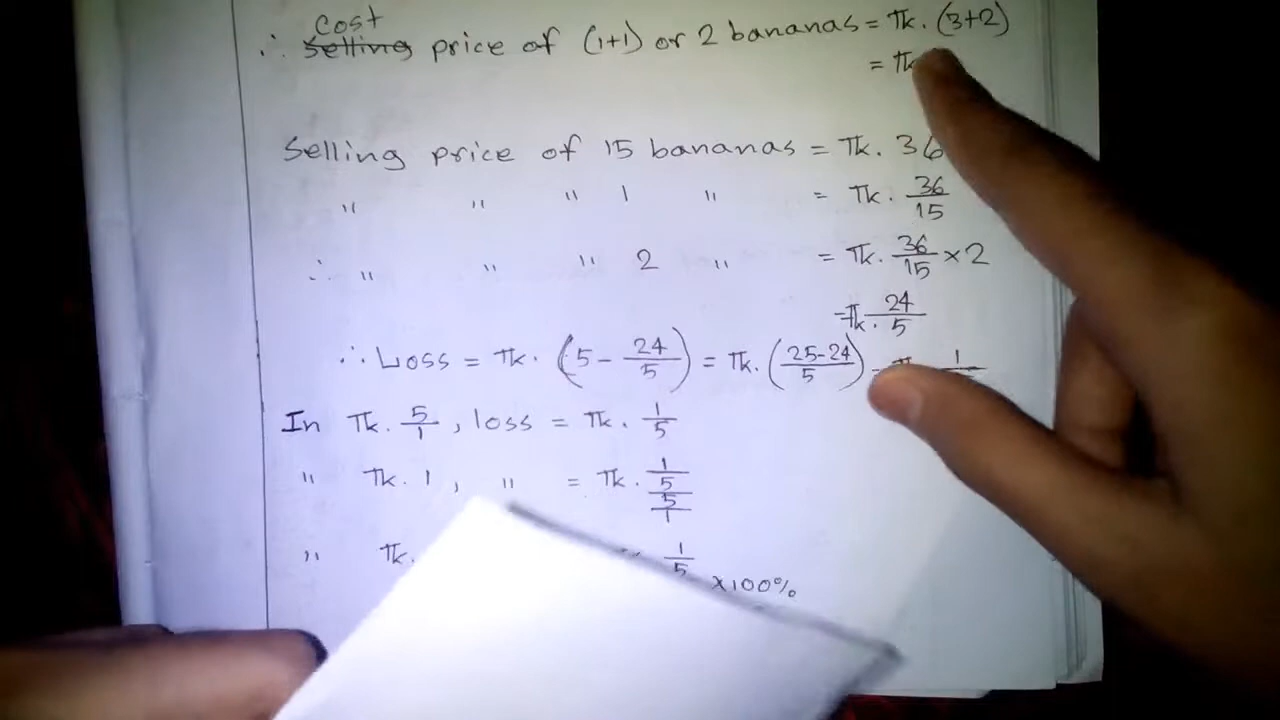 Cost
∴ Selling price of (1+1) or 2 bananas = Tk. (3+2)
= Tk
Selling price of 15 bananas = Tk. 36
" " " 1 " = Tk. 36/15
∴ " " " 2 " = Tk. 36/15 × 2
= Tk. 24/5
∴ Loss = Tk. (5 - 24/5) = Tk. (25-24/5) 1
In Tk. 5/1, loss = Tk. 1/5
" Tk. 1, " = Tk. 1/5/5/1
" Tk. 1/5 ×100%